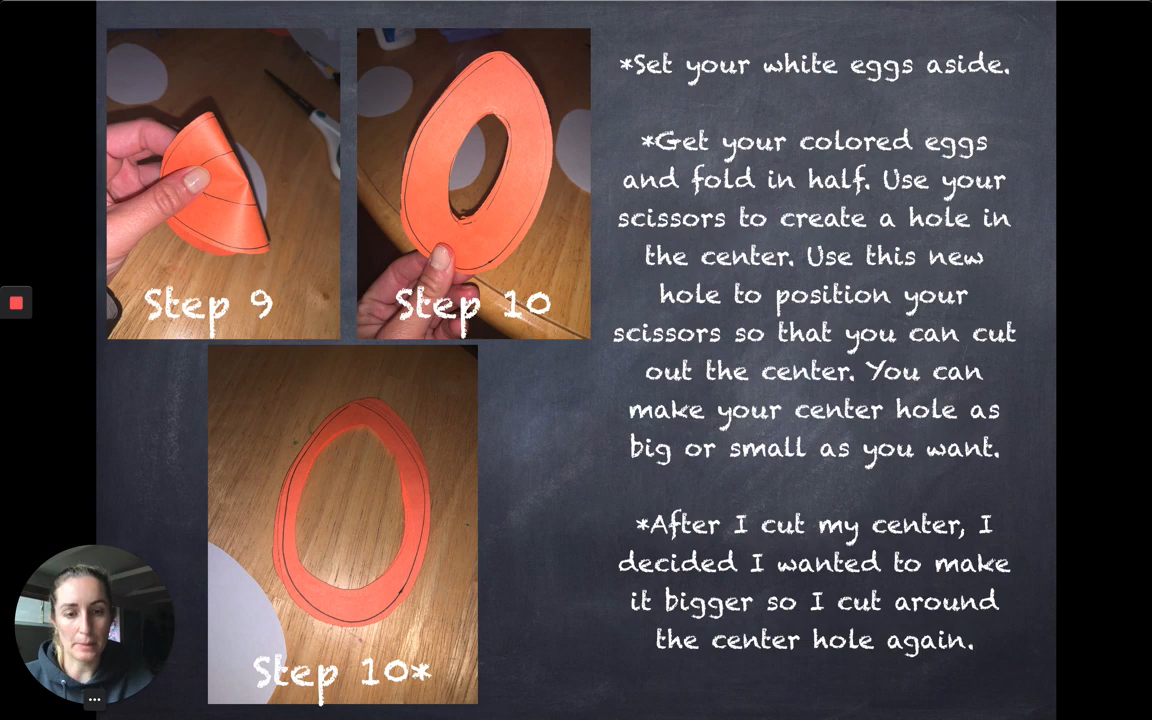 Step 9
Step 10
Step 10*
*Set your white eggs aside.
*Get your colored eggs
and fold in half. Use your
scissors to create a hole in
the center. Use this new
hole to position your
scissors so that you can cut
out the center. You can
make your center hole as
big or small as you want.
*After I cut my center, I
decided I wanted to make
it bigger so I cut around
the center hole again.